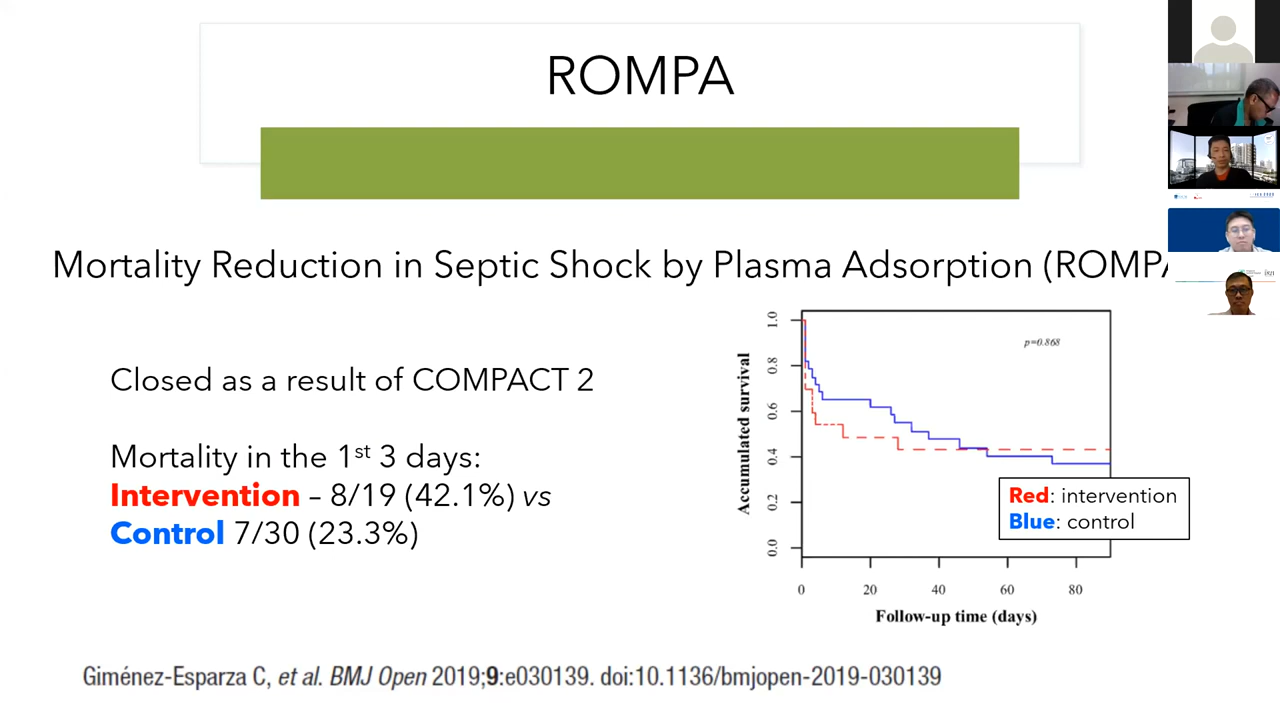 ROMPA
Mortality Reduction in Septic Shock by Plasma Adsorption (ROMPA
Closed as a result of COMPACT 2
Mortality in the 1st 3 days:
Intervention – 8/19 (42.1%) vs
Control 7/30 (23.3%)
Accumulated survival
1.0
0.8
0.6
0.4
0.2
0.0
p=0.868
Red: intervention
Blue: control
0 20 40 60 80
Follow-up time (days)
Giménez-Esparza C, et al. BMJ Open 2019;9:e030139. doi:10.1136/bmjopen-2019-030139